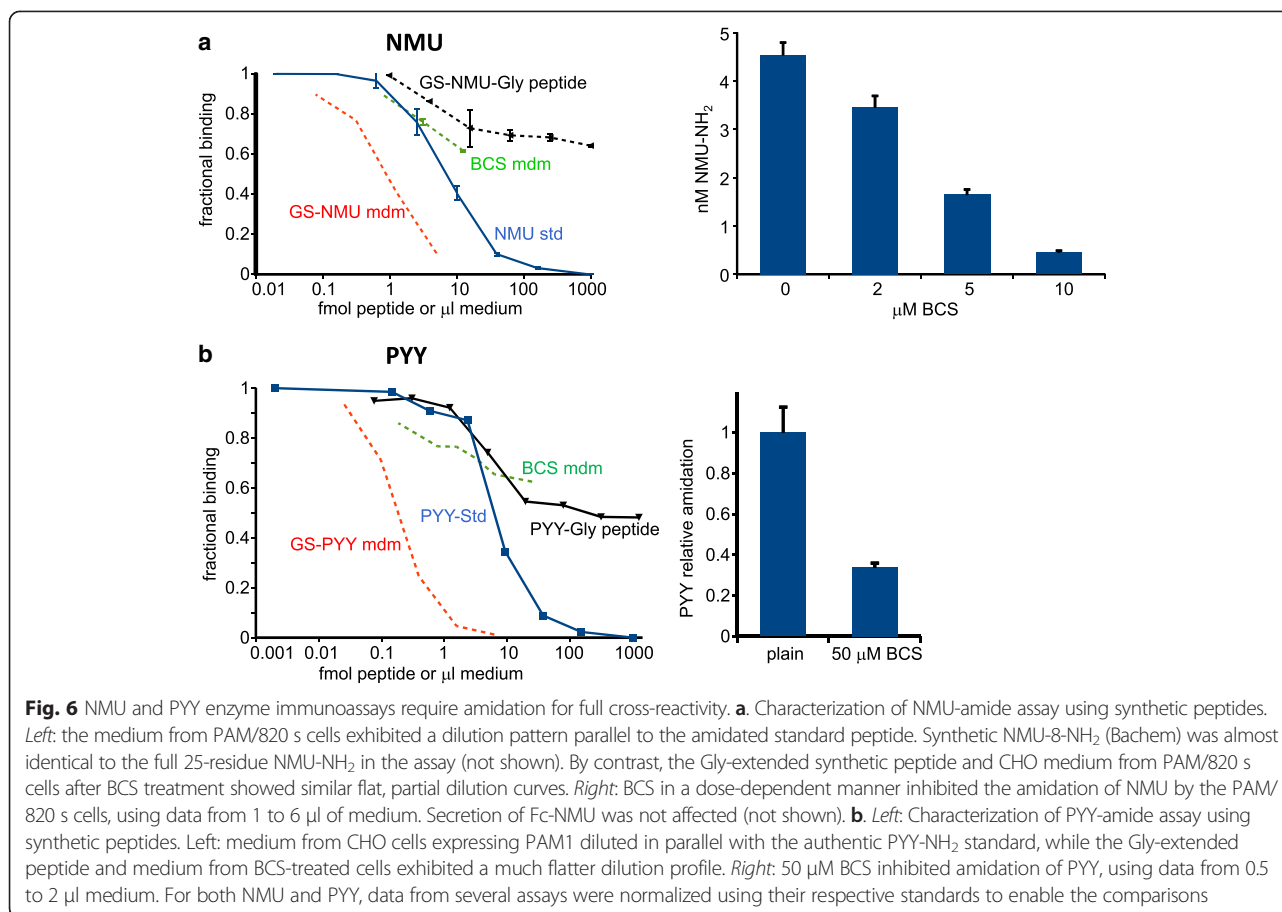 a
NMU
1
0.8
0.6
0.4
0.2
0
fractional binding
GS-NMU-Gly peptide
BCS mdm
GS-NMU mdm
NMU std
0.01
0.1
1
10
100
1000
fmol peptide or μl medium
5
4
3
2
1
0
nM NMU-NH2
0
2
5
10
μM BCS
b
PYY
1
0.8
0.6
0.4
0.2
0
fractional binding
BCS mdm
PYY-Std
PYY-Gly peptide
GS-PYY mdm
0.001
0.01
0.1
1
10
100
1000
fmol peptide or μl medium
1
0.8
0.6
0.4
0.2
0
PYY relative amidation
plain
50 μM BCS
Fig. 6 NMU and PYY enzyme immunoassays require amidation for full cross-reactivity. a. Characterization of NMU-amide assay using synthetic peptides.
Left: the medium from PAM/820 s cells exhibited a dilution pattern parallel to the amidated standard peptide. Synthetic NMU-8-NH2 (Bachem) was almost
identical to the full 25-residue NMU-NH2 in the assay (not shown). By contrast, the Gly-extended synthetic peptide and CHO medium from PAM/820 s
cells after BCS treatment showed similar flat, partial dilution curves. Right: BCS in a dose-dependent manner inhibited the amidation of NMU by the PAM/
820 s cells, using data from 1 to 6 μl of medium. Secretion of Fc-NMU was not affected (not shown). b. Left: Characterization of PYY-amide assay using
synthetic peptides. Left: medium from CHO cells expressing PAM1 diluted in parallel with the authentic PYY-NH2 standard, while the Gly-extended
peptide and medium from BCS-treated cells exhibited a much flatter dilution profile. Right: 50 μM BCS inhibited amidation of PYY, using data from 0.5
to 2 μl medium. For both NMU and PYY, data from several assays were normalized using their respective standards to enable the comparisons